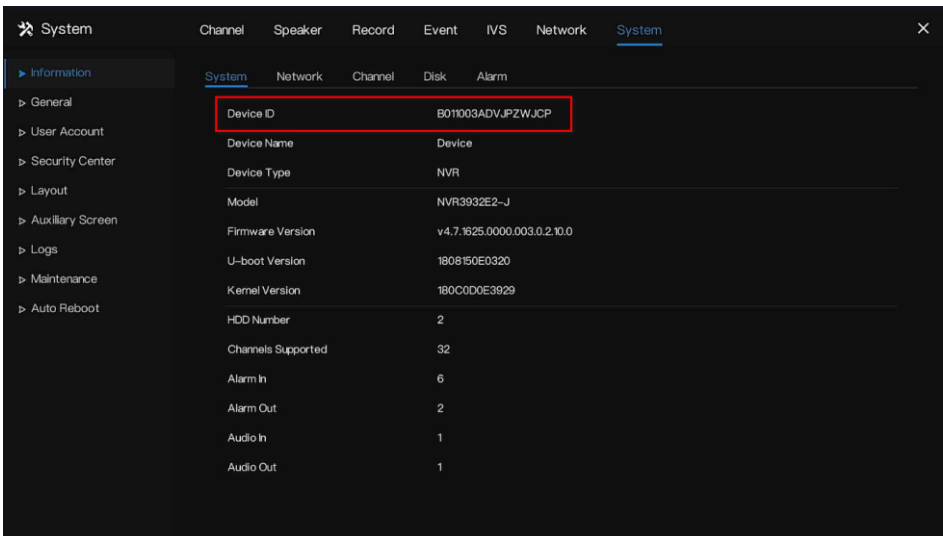 System Channel Speaker Record Event IVS Network System
Information
General
User Account
Security Center
Layout
Auxiliary Screen
Logs
Maintenance
Auto Reboot
System Network Channel Disk Alarm
Device ID B011003ADVJPZWJCP
Device Name Device
Device Type NVR
Model NVR3932E2-J
Firmware Version v4.7.1625.0000.003.0.2.10.0
U-boot Version 1808150E0320
Kernel Version 180C0D0E3929
HDD Number 2
Channels Supported 32
Alarm In 6
Alarm Out 2
Audio In 1
Audio Out 1